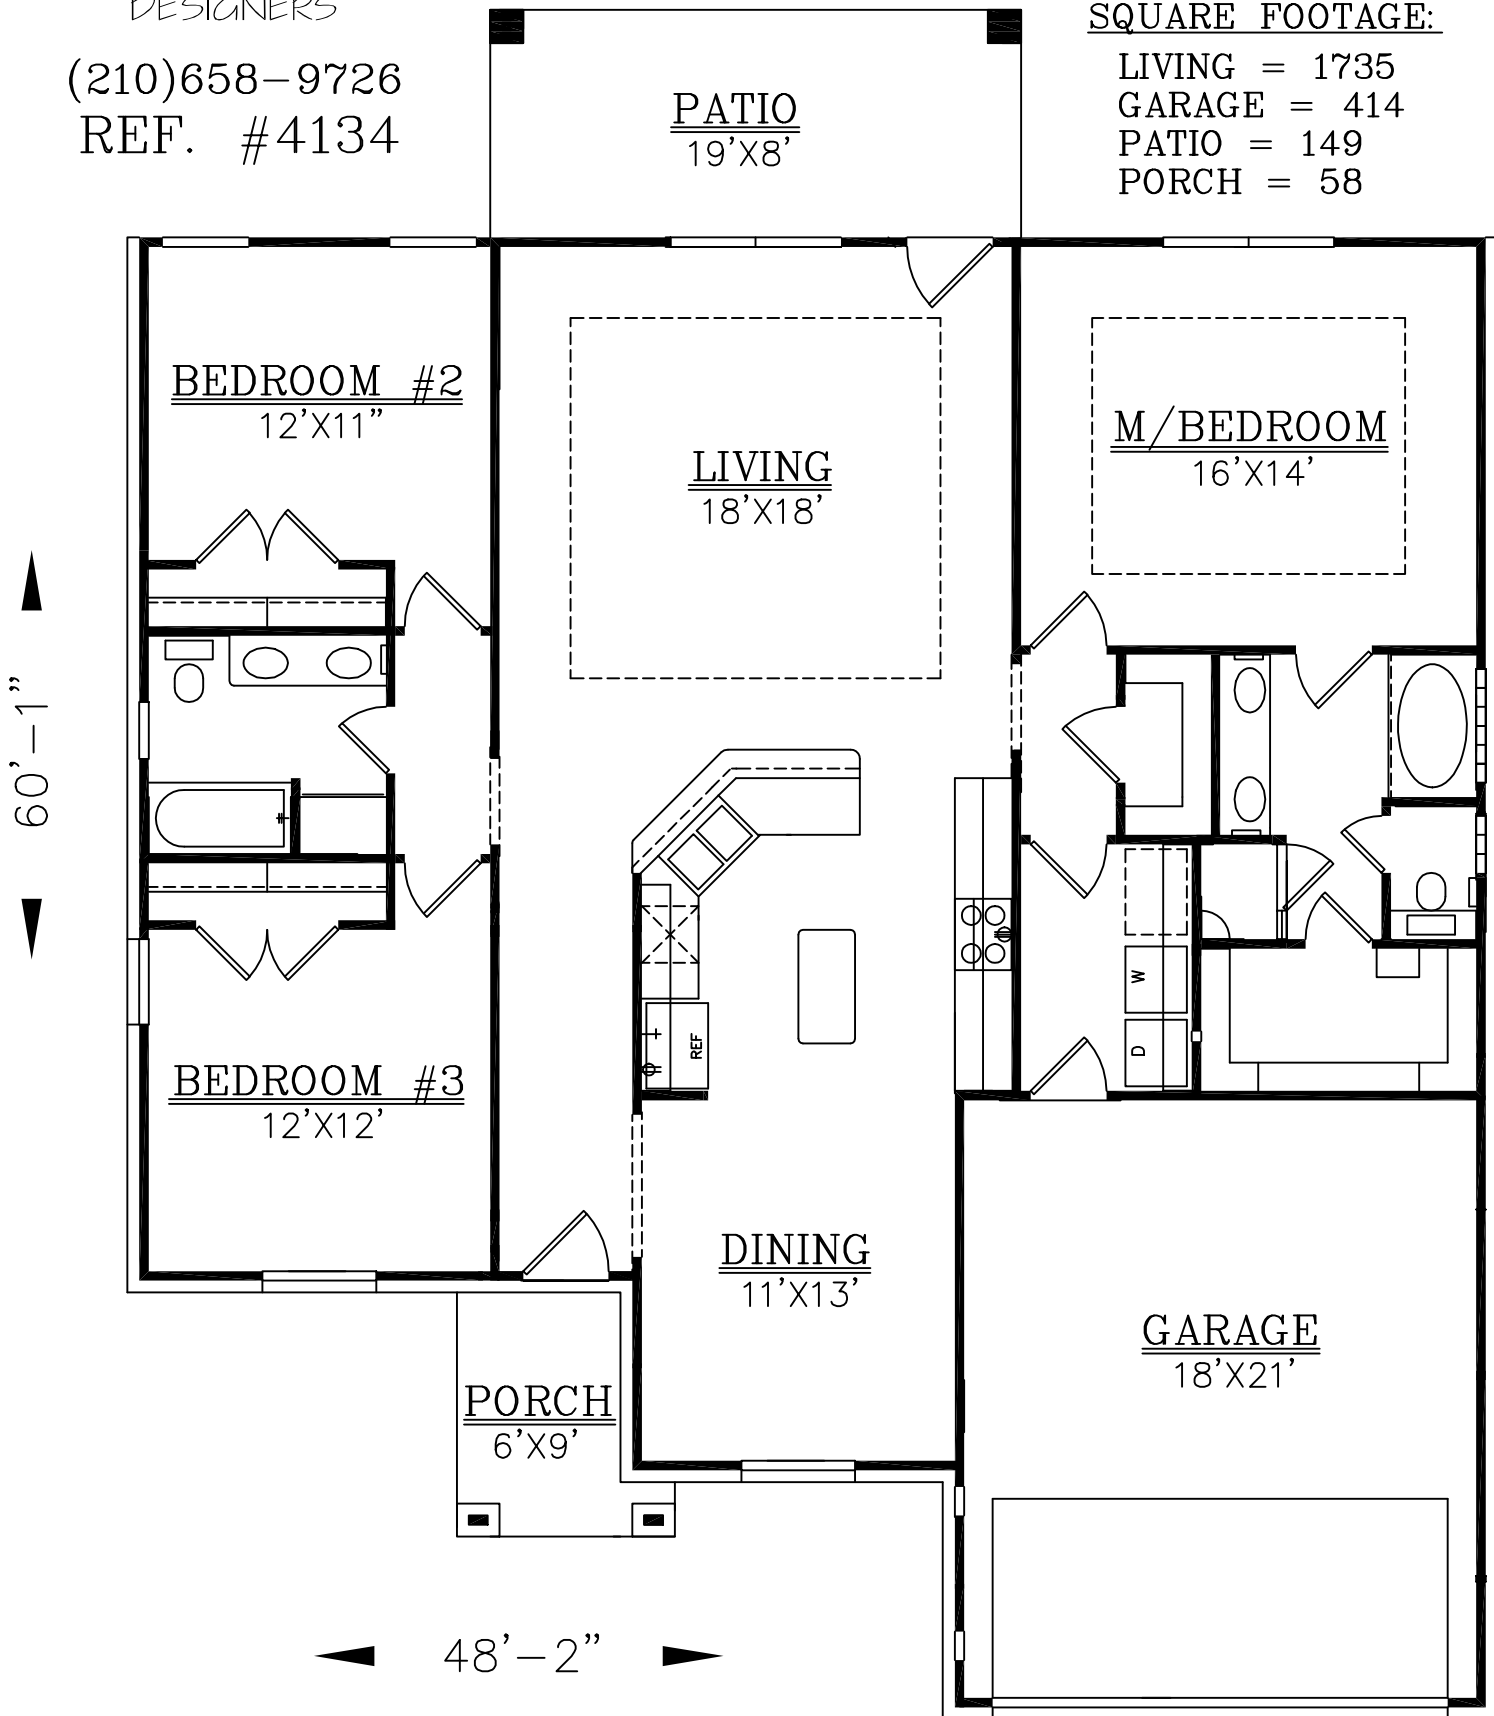 DESIGNERS
(210)658-9726
REF. #4134
SQUARE FOOTAGE:
LIVING = 1735
GARAGE = 414
PATIO = 149
PORCH = 58
PATIO
19'X8'
BEDROOM #2
12'X11"
LIVING
18'X18'
M/BEDROOM
16'X14'
60'-1"
W
D
REF
BEDROOM #3
12'X12'
DINING
11'X13'
GARAGE
18'X21'
PORCH
6'X9'
48'-2"